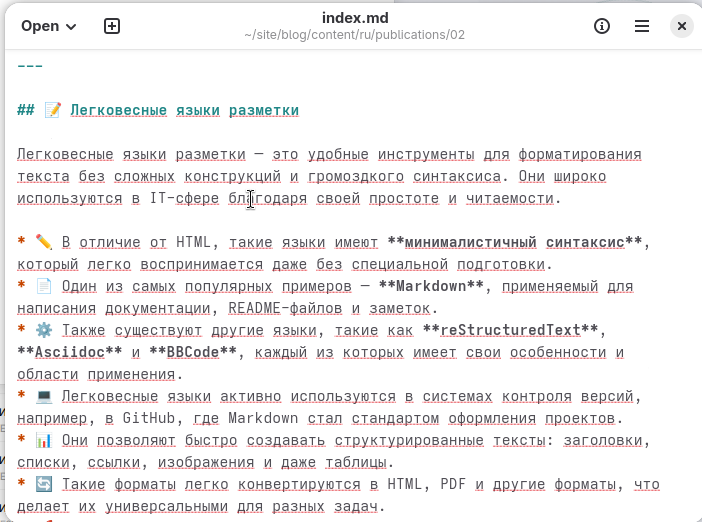 index.md
Open
~/site/blog/content/ru/publications/02
---
## 📝 Легковесные языки разметки
Легковесные языки разметки — это удобные инструменты для форматирования
текста без сложных конструкций и громоздкого синтаксиса. Они широко
используются в IT-сфере благодаря своей простоте и читаемости.
* ✏️ В отличие от HTML, такие языки имеют **минималистичный синтаксис**,
который легко воспринимается даже без специальной подготовки.
* 📄 Один из самых популярных примеров — **Markdown**, применяемый для
написания документации, README-файлов и заметок.
* ⚙️ Также существуют другие языки, такие как **reStructuredText**,
**Asciidoc** и **BBCode**, каждый из которых имеет свои особенности и
области применения.
* 💻 Легковесные языки активно используются в системах контроля версий,
например, в GitHub, где Markdown стал стандартом оформления проектов.
* 📊 Они позволяют быстро создавать структурированные тексты: заголовки,
списки, ссылки, изображения и даже таблицы.
* 🔄 Такие форматы легко конвертируются в HTML, PDF и другие форматы, что
делает их универсальными для разных задач.